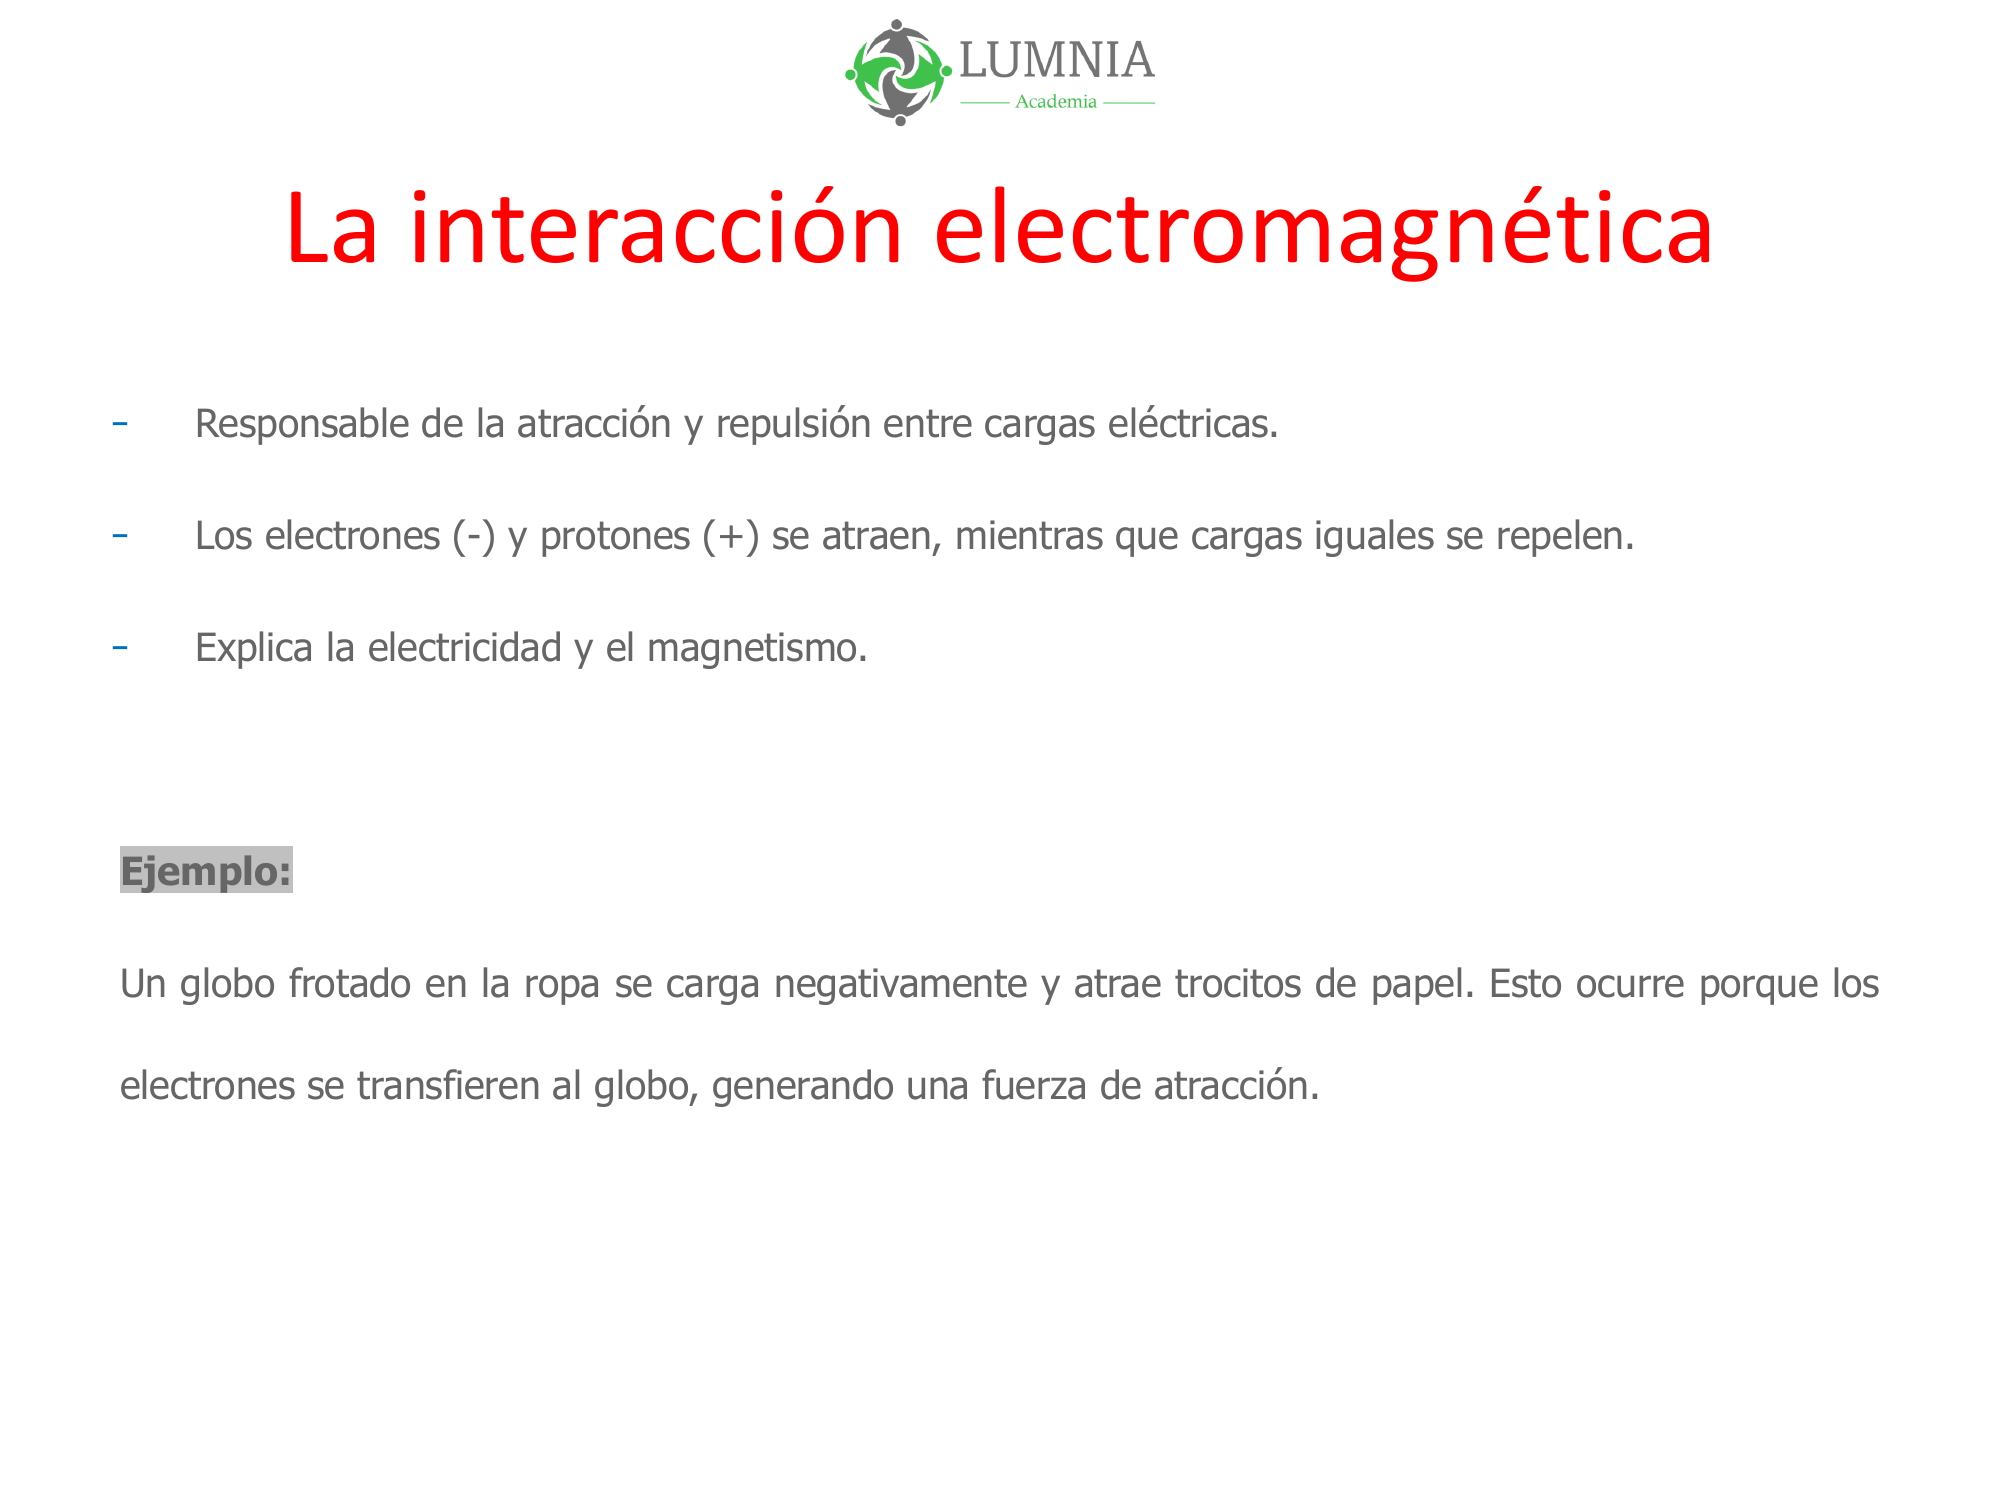 LUMNIA
Academia
La interacción electromagnética
- Responsable de la atracción y repulsión entre cargas eléctricas.
- Los electrones (-) y protones (+) se atraen, mientras que cargas iguales se repelen.
- Explica la electricidad y el magnetismo.
Ejemplo:
Un globo frotado en la ropa se carga negativamente y atrae trocitos de papel. Esto ocurre porque los
electrones se transfieren al globo, generando una fuerza de atracción.